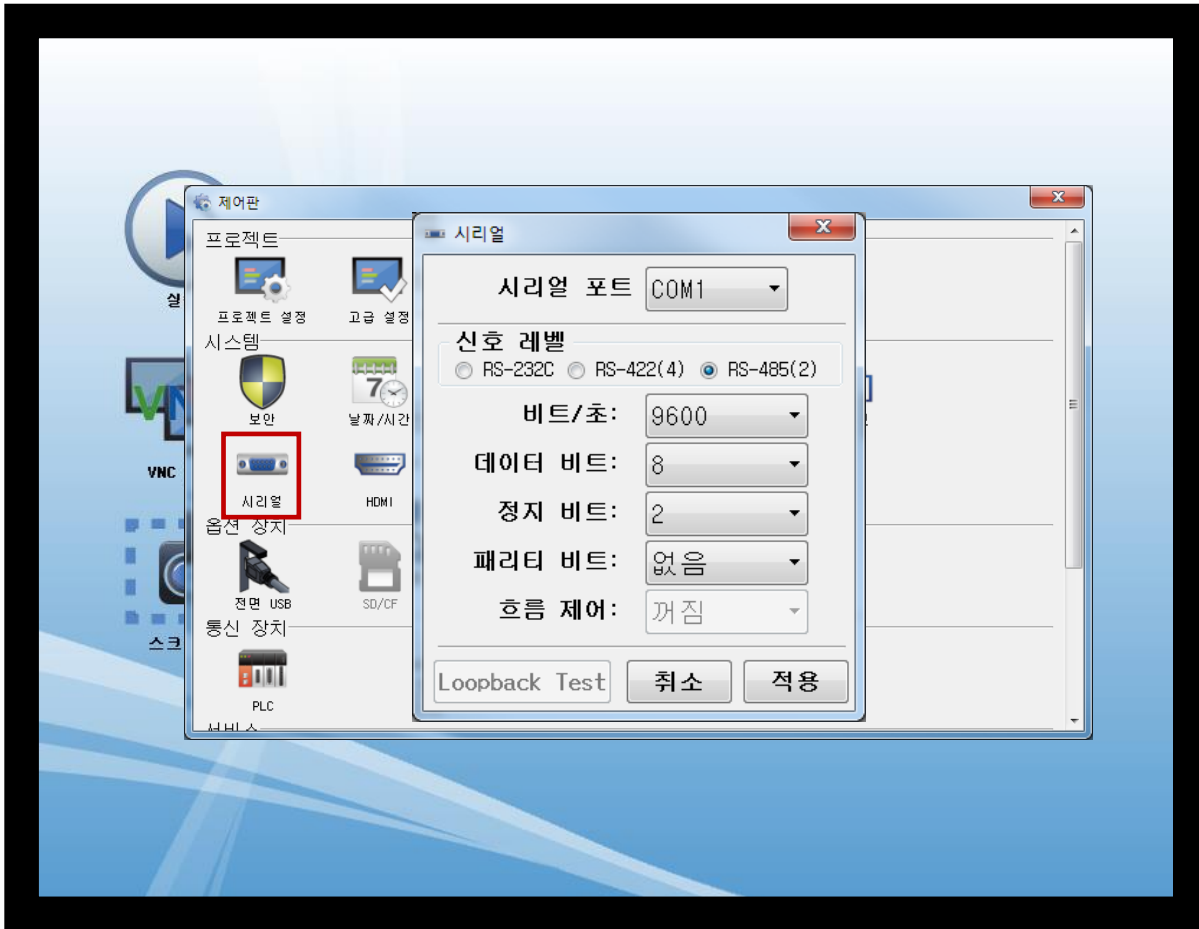 제어판
프로젝트
프로젝트 설정
고급 설정
시스템
보안
날짜/시간
시리얼
HDMI
옵션 장치
전면 USB
SD/CF
통신 장치
PLC
VNC
시리얼
시리얼 포트 COM1
신호 레벨
RS-232C RS-422(4) RS-485(2)
비트/초: 9600
데이터 비트: 8
정지 비트: 2
패리티 비트: 없음
흐름 제어: 꺼짐
Loopback Test 취소 적용